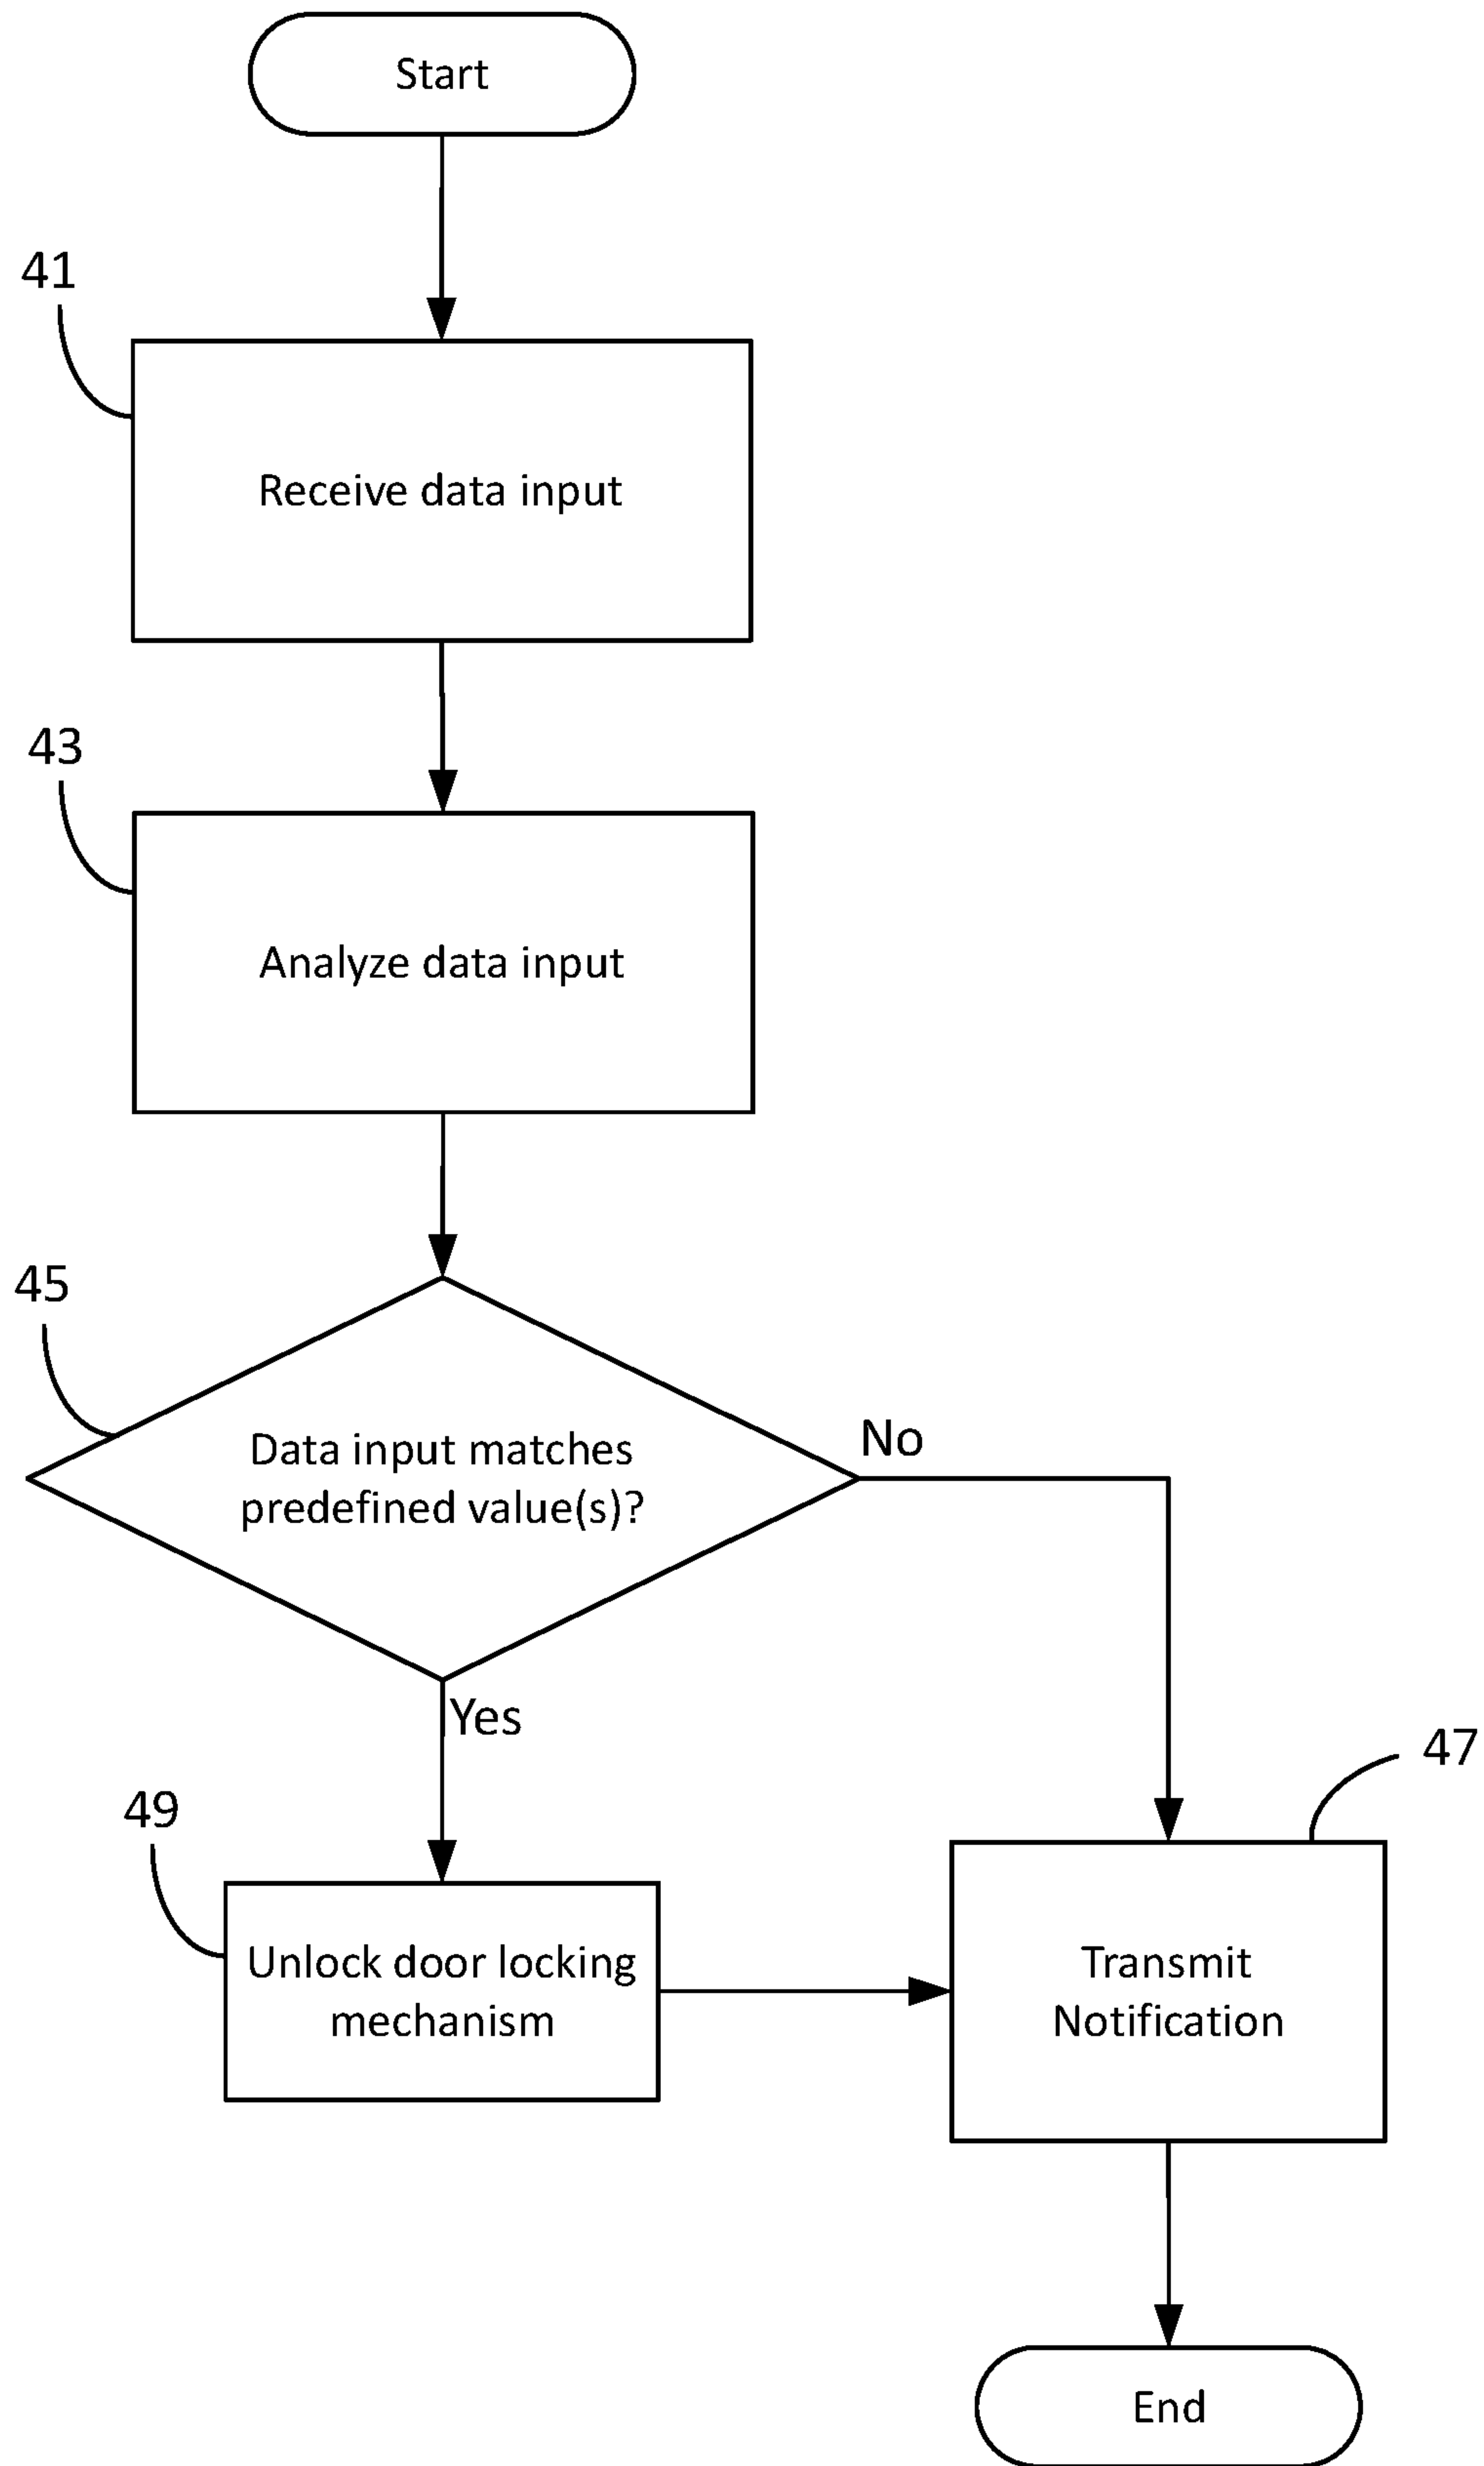 Start
41
Receive data input
43
Analyze data input
45
Data input matches
predefined value(s)?
No
Yes
47
49
Unlock door locking
mechanism
Transmit
Notification
End